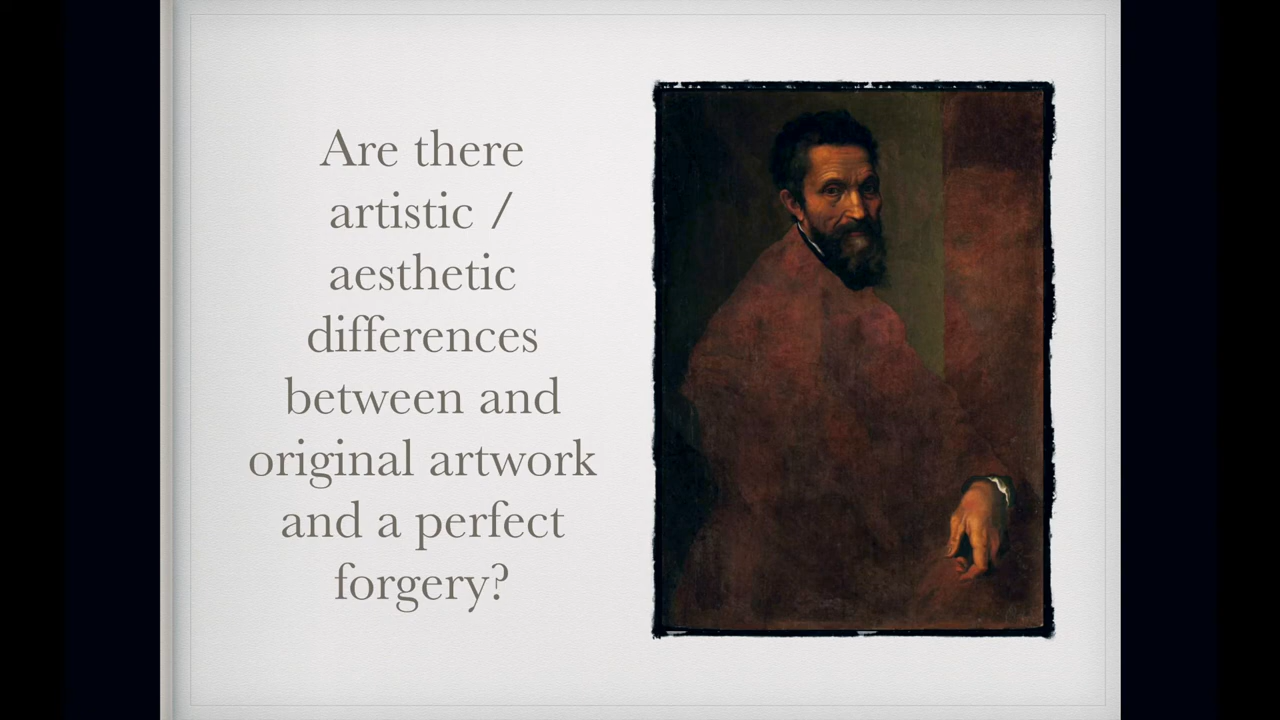 Are there
artistic /
aesthetic
differences
between and
original artwork
and a perfect
forgery?